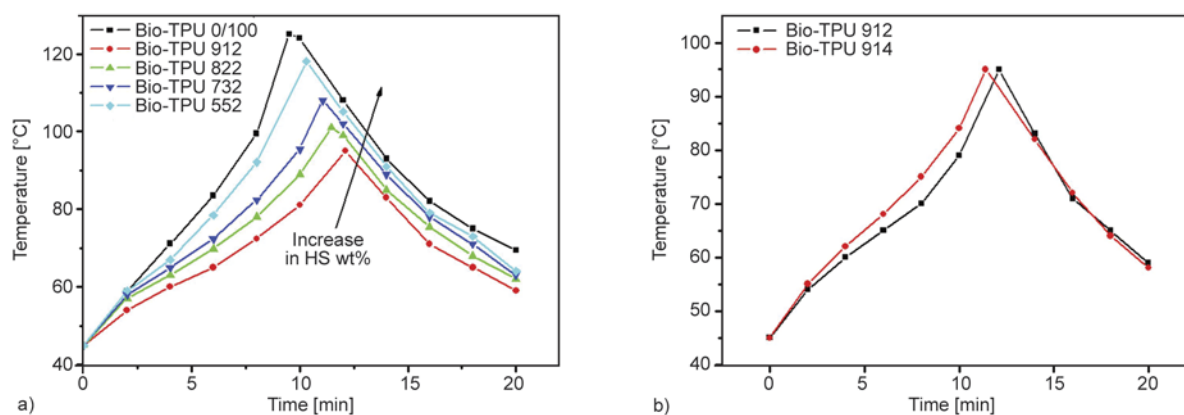 Bio-TPU 0/100
Bio-TPU 912
Bio-TPU 822
Bio-TPU 732
Bio-TPU 552
120
100
80
60
40
Temperature [°C]
Increase
in HS wt%
0
5
10
15
20
Time [min]
a)
Bio-TPU 912
Bio-TPU 914
100
90
80
70
60
50
40
Temperature [°C]
0
5
10
15
20
Time [min]
b)